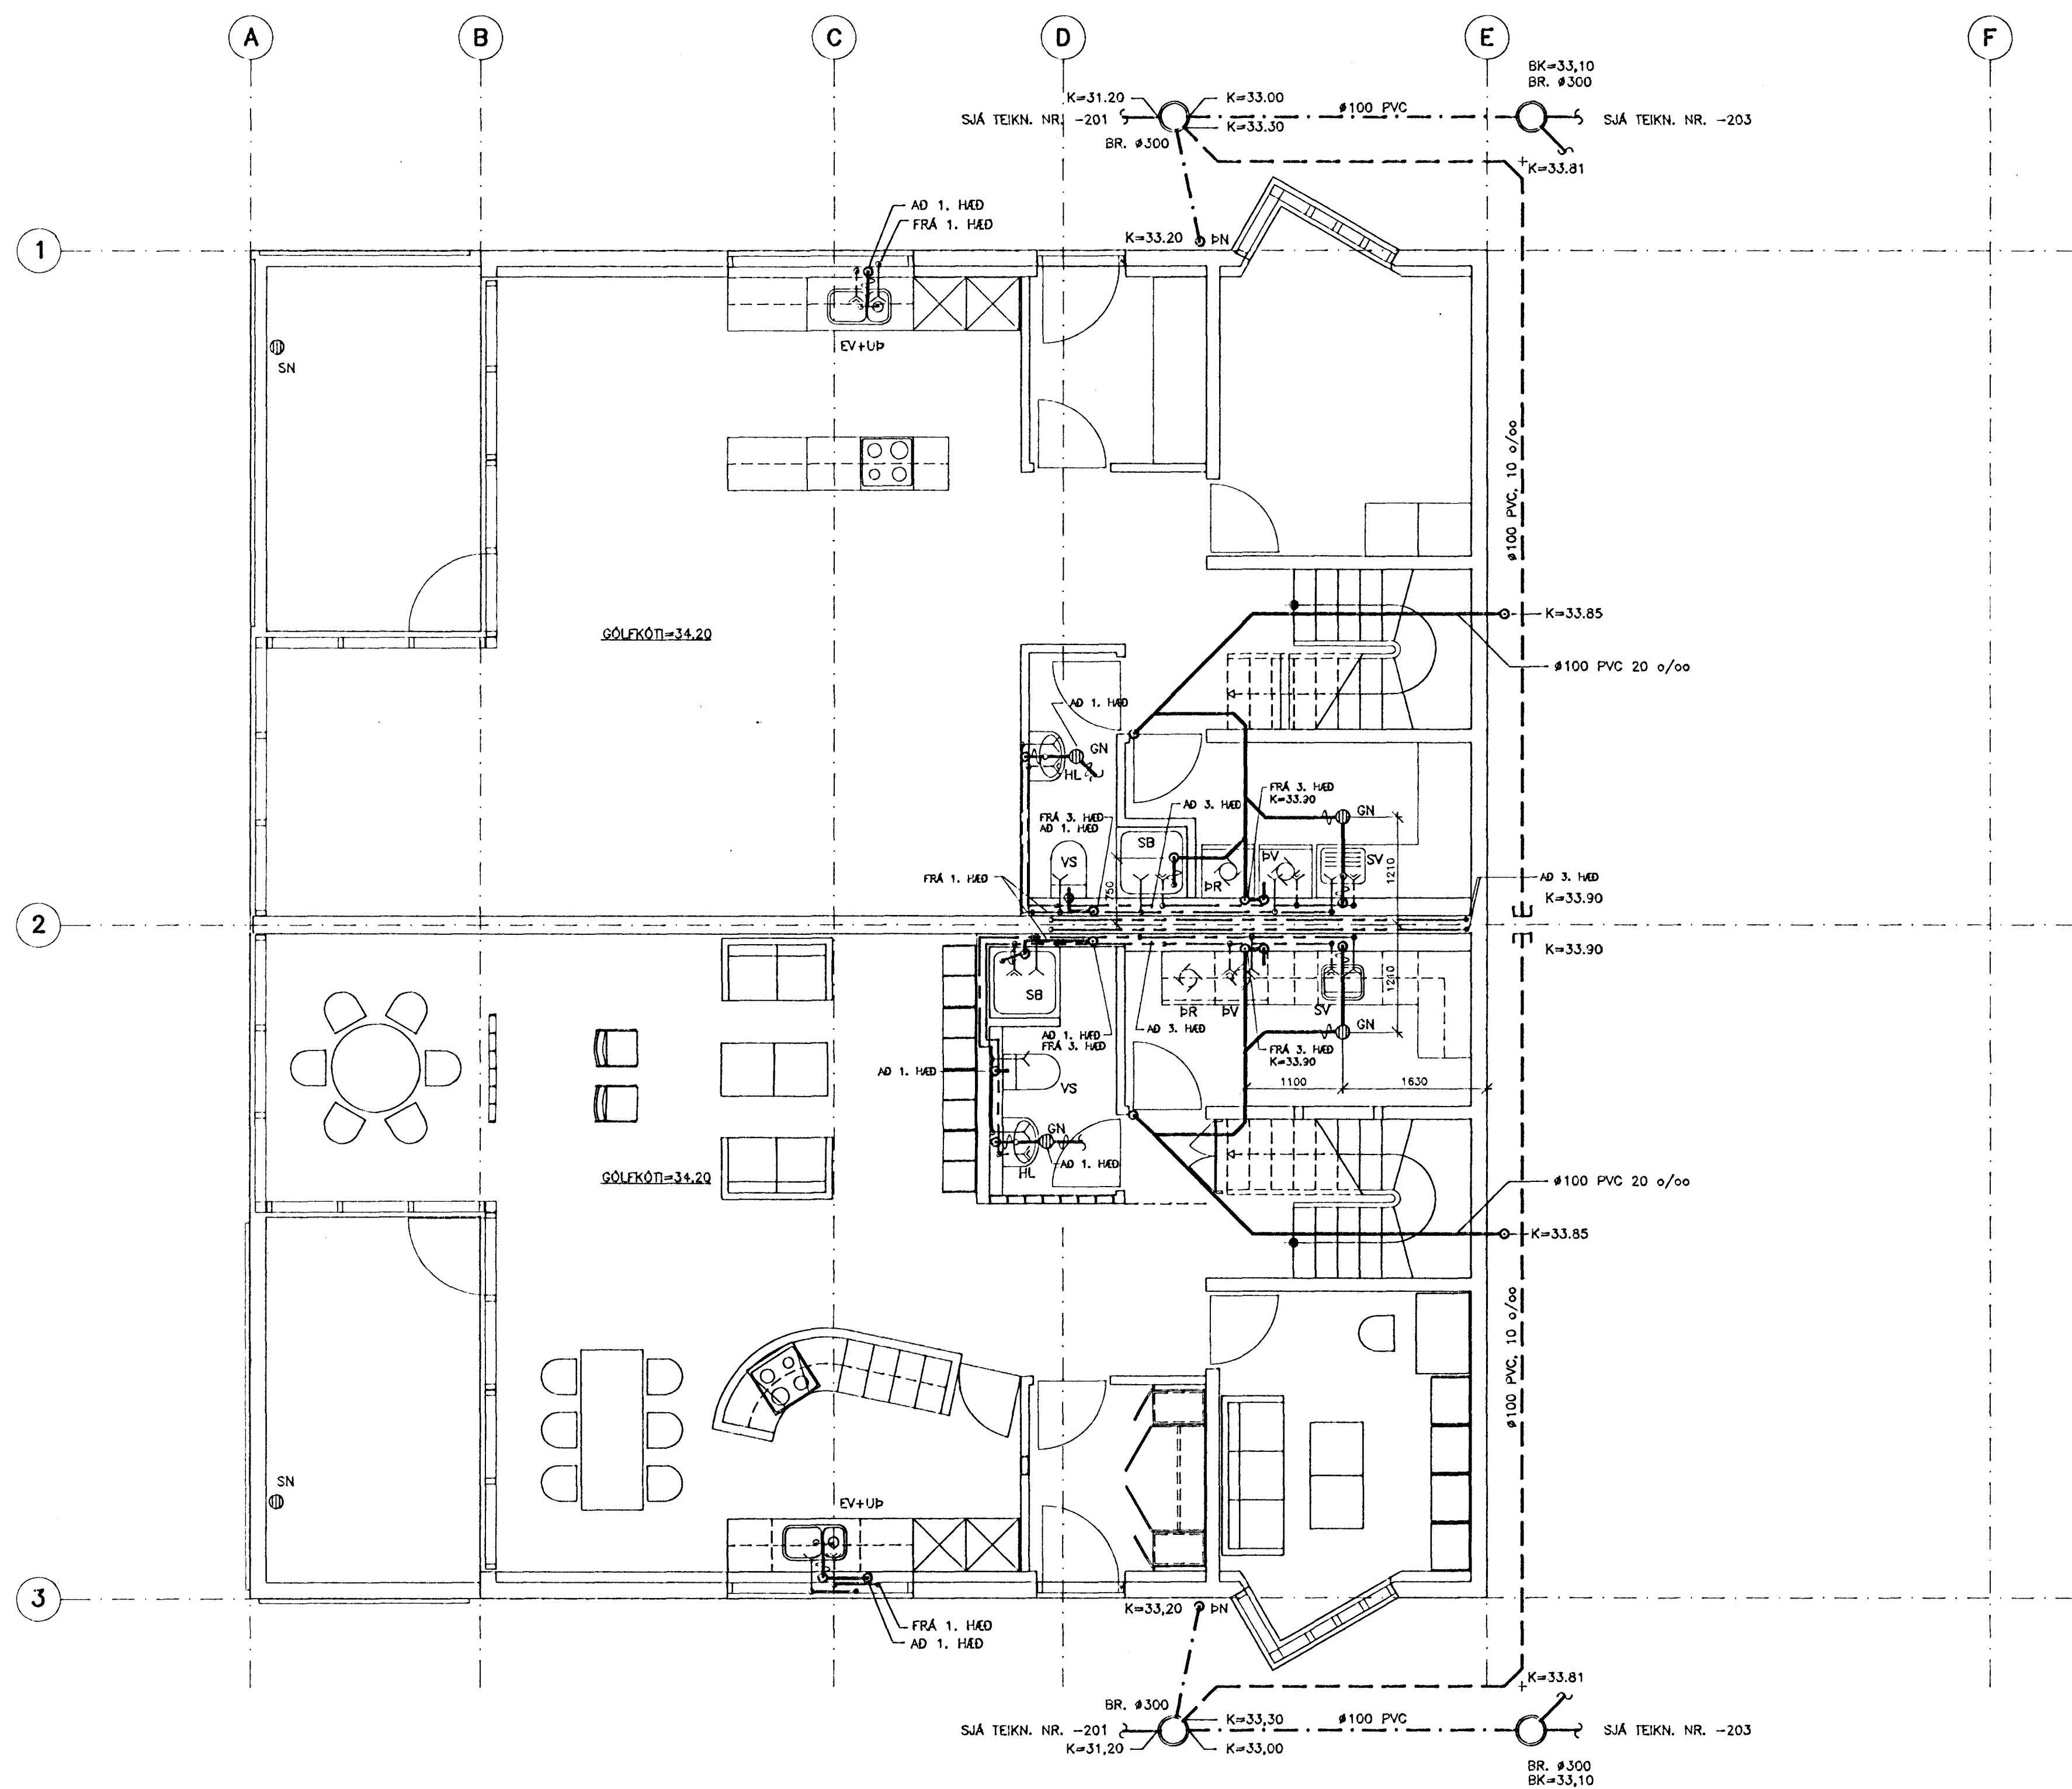 A
B
C
D
E
F
BK=33,10
BR. ø300
K=31.20
K=33.00
ø100 PVC
SJÁ TEIKN. NR. -201
SJÁ TEIKN. NR. -203
K=33.30
BR. ø300
K=33.81
AÐ 1. HÆÐ
FRÁ 1. HÆÐ
K=33.20
ÞN
1
SN
EV+UÞ
ø100 PVC, 10 o/oo
GÓLFKÓTI=34.20
K=33.85
ø100 PVC 20 o/oo
AÐ 1. HÆÐ
GN
HL
FRÁ 3. HÆÐ
K=33.90
AÐ 3. HÆÐ
GN
FRÁ 3. HÆÐ
AÐ 1. HÆÐ
SB
VS
ÞV
SV
ÞR
1210
750
FRÁ 1. HÆÐ
AÐ 3. HÆÐ
K=33.90
2
K=33.90
SB
ÞR
ÞV
SV
1210
GN
AÐ 1. HÆÐ
FRÁ 3. HÆÐ
AÐ 3. HÆÐ
FRÁ 3. HÆÐ
K=33.90
AÐ 1. HÆÐ
VS
1100
1630
GN
HL
AÐ 1. HÆÐ
GÓLFKÓTI=34.20
ø100 PVC 20 o/oo
K=33.85
ø100 PVC, 10 o/oo
SN
EV+UÞ
3
K=33,20
ÞN
FRÁ 1. HÆÐ
AÐ 1. HÆÐ
K=33.81
BR. ø300
K=33,30
ø100 PVC
SJÁ TEIKN. NR. -201
SJÁ TEIKN. NR. -203
K=31,20
K=33,00
BR. ø300
BK=33,10